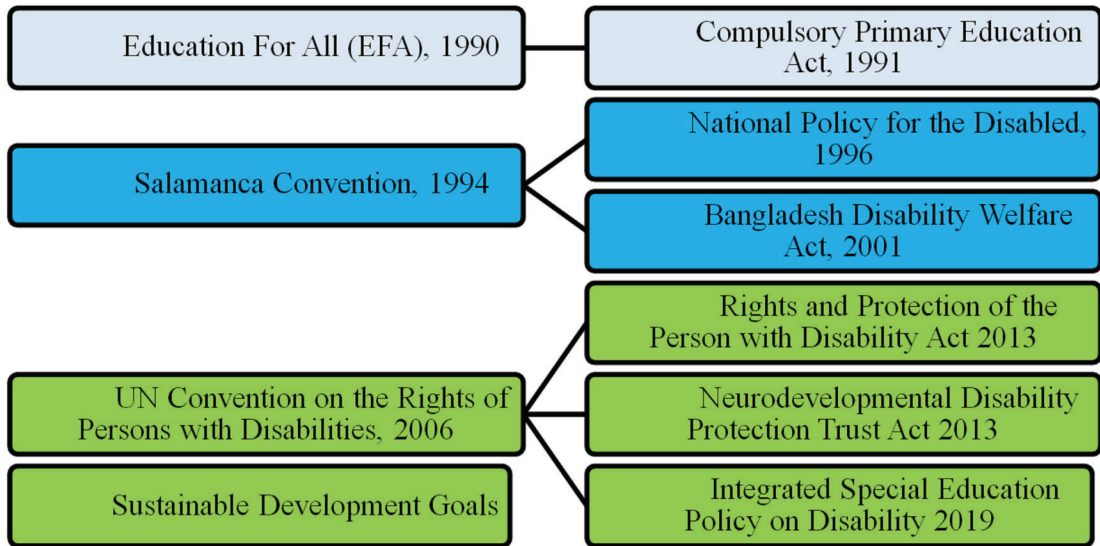 Education For All (EFA), 1990
Compulsory Primary Education
Act, 1991
Salamanca Convention, 1994
National Policy for the Disabled,
1996
Bangladesh Disability Welfare
Act, 2001
UN Convention on the Rights of
Persons with Disabilities, 2006
Rights and Protection of the
Person with Disability Act 2013
Neurodevelopmental Disability
Protection Trust Act 2013
Integrated Special Education
Policy on Disability 2019
Sustainable Development Goals